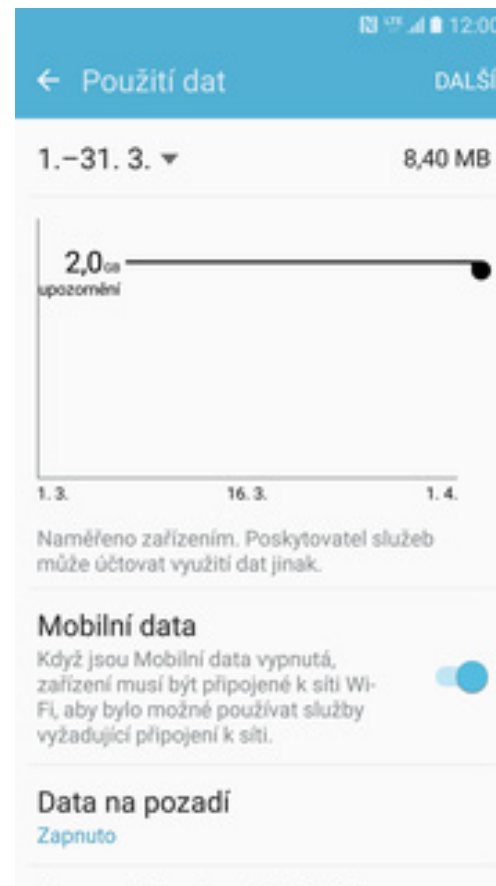 LTE 12:00
Použití dat DALŠÍ
1.–31. 3. 8,40 MB
2,0 GB
upozornění
1. 3. 16. 3. 1. 4.
Naměřeno zařízením. Poskytovatel služeb
může účtovat využití dat jinak.
Mobilní data
Když jsou Mobilní data vypnutá,
zařízení musí být připojené k síti Wi-
Fi, aby bylo možné používat služby
vyžadující připojení k síti.
Data na pozadí
Zapnuto